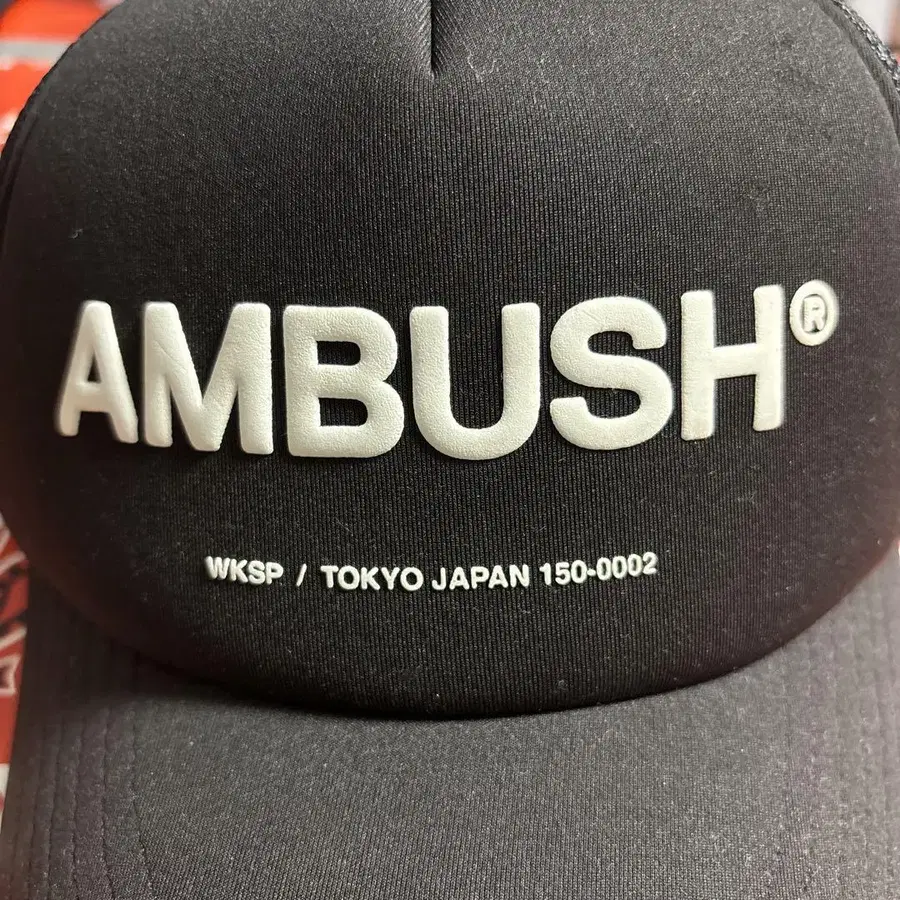 AMBUSH®
WKSP / TOKYO JAPAN 150-0002